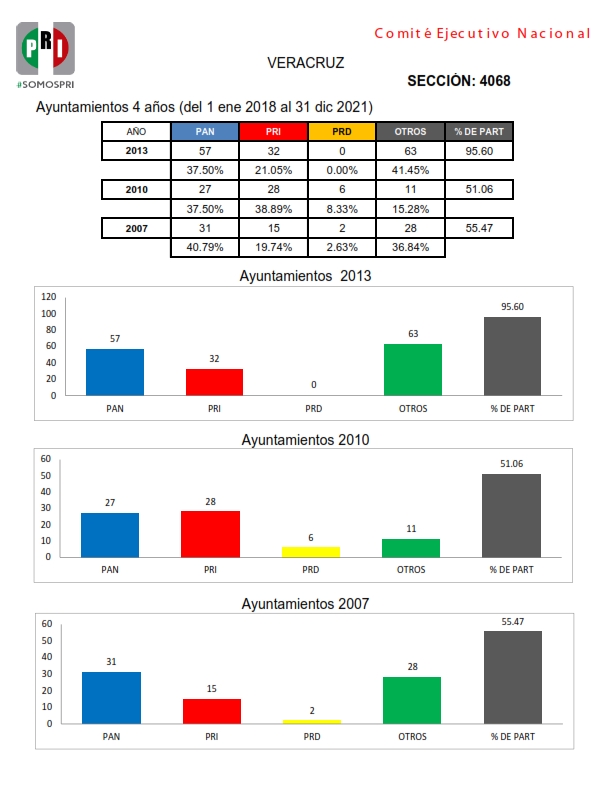 Comité Ejecutivo Nacional
PRI
#SOMOSPRI
VERACRUZ
SECCIÓN: 4068
Ayuntamientos 4 años (del 1 ene 2018 al 31 dic 2021)
AÑO PAN PRI PRD OTROS % DE PART
2013 57 32 0 63 95.60
37.50% 21.05% 0.00% 41.45%
2010 27 28 6 11 51.06
37.50% 38.89% 8.33% 15.28%
2007 31 15 2 28 55.47
40.79% 19.74% 2.63% 36.84%
Ayuntamientos 2013
120
100
80
60
40
20
0
57 32 0 63 95.60
PAN PRI PRD OTROS % DE PART
Ayuntamientos 2010
60
50
40
30
20
10
0
27 28 6 11 51.06
PAN PRI PRD OTROS % DE PART
Ayuntamientos 2007
60
50
40
30
20
10
0
31 15 2 28 55.47
PAN PRI PRD OTROS % DE PART